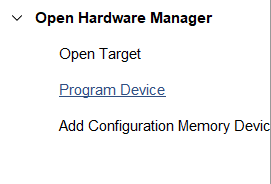 Open Hardware Manager
Open Target
Program Device
Add Configuration Memory Devic